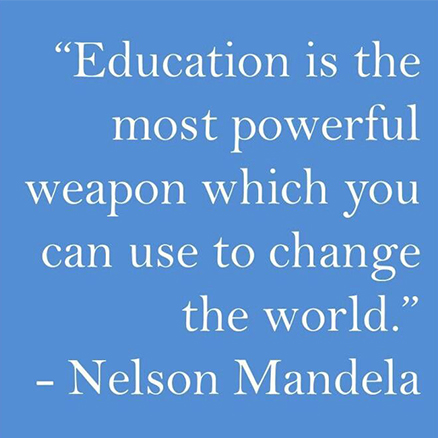 “Education is the
most powerful
weapon which you
can use to change
the world.”
- Nelson Mandela